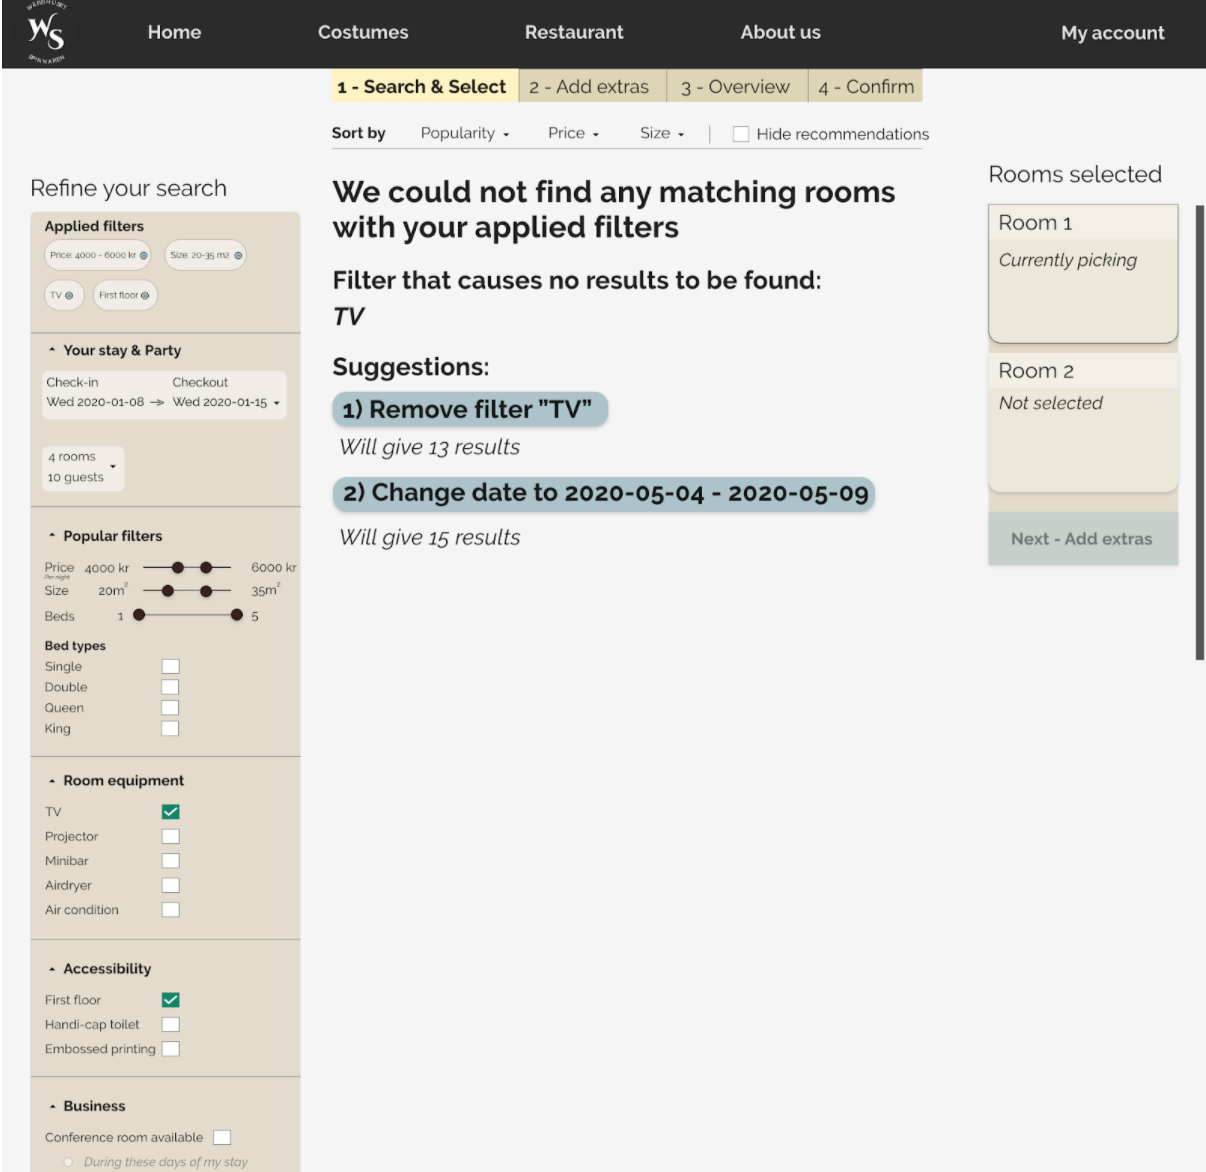 WARDHUSET
WS
SPINNAREN
Home
Costumes
Restaurant
About us
My account
1 - Search & Select
2 - Add extras
3 - Overview
4 - Confirm
Sort by
Popularity
Price
Size
Hide recommendations
Refine your search
Applied filters
Price: 4000 - 6000 kr
Size: 20-35 m2
TV
First floor
Your stay & Party
Check-in Checkout
Wed 2020-01-08 Wed 2020-01-15
4 rooms
10 guests
Popular filters
Price 4000 kr 6000 kr
Per night
Size 20m² 35m²
Beds 1 5
Bed types
Single
Double
Queen
King
Room equipment
TV
Projector
Minibar
Airdryer
Air condition
Accessibility
First floor
Handi-cap toilet
Embossed printing
Business
Conference room available
During these days of my stay
We could not find any matching rooms
with your applied filters
Filter that causes no results to be found:
TV
Suggestions:
1) Remove filter ”TV”
Will give 13 results
2) Change date to 2020-05-04 - 2020-05-09
Will give 15 results
Rooms selected
Room 1
Currently picking
Room 2
Not selected
Next - Add extras